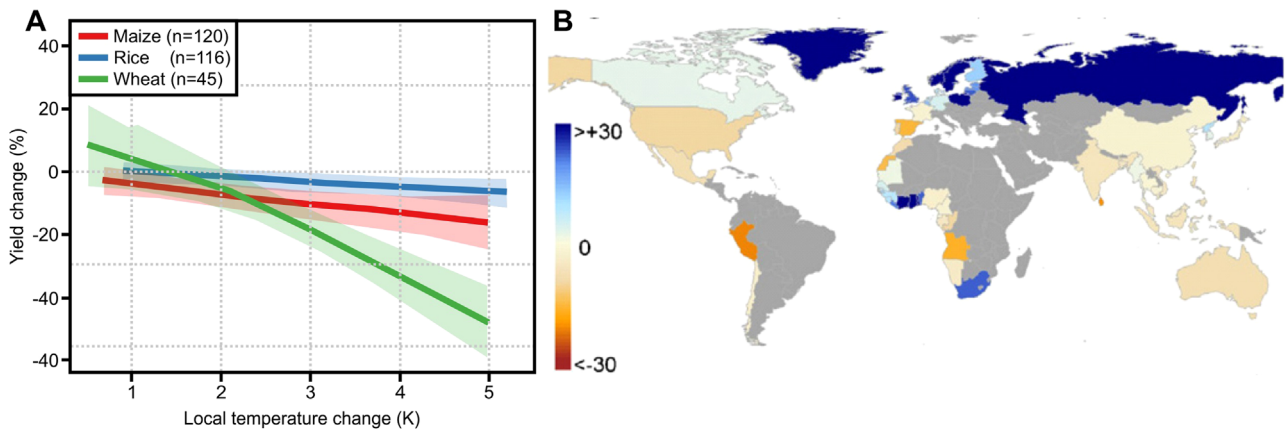 A
Maize (n=120)
Rice (n=116)
Wheat (n=45)
40
20
0
-20
-40
-40
Yield change (%)
1 2 3 4 5
Local temperature change (K)
B
>+30
0
<-30